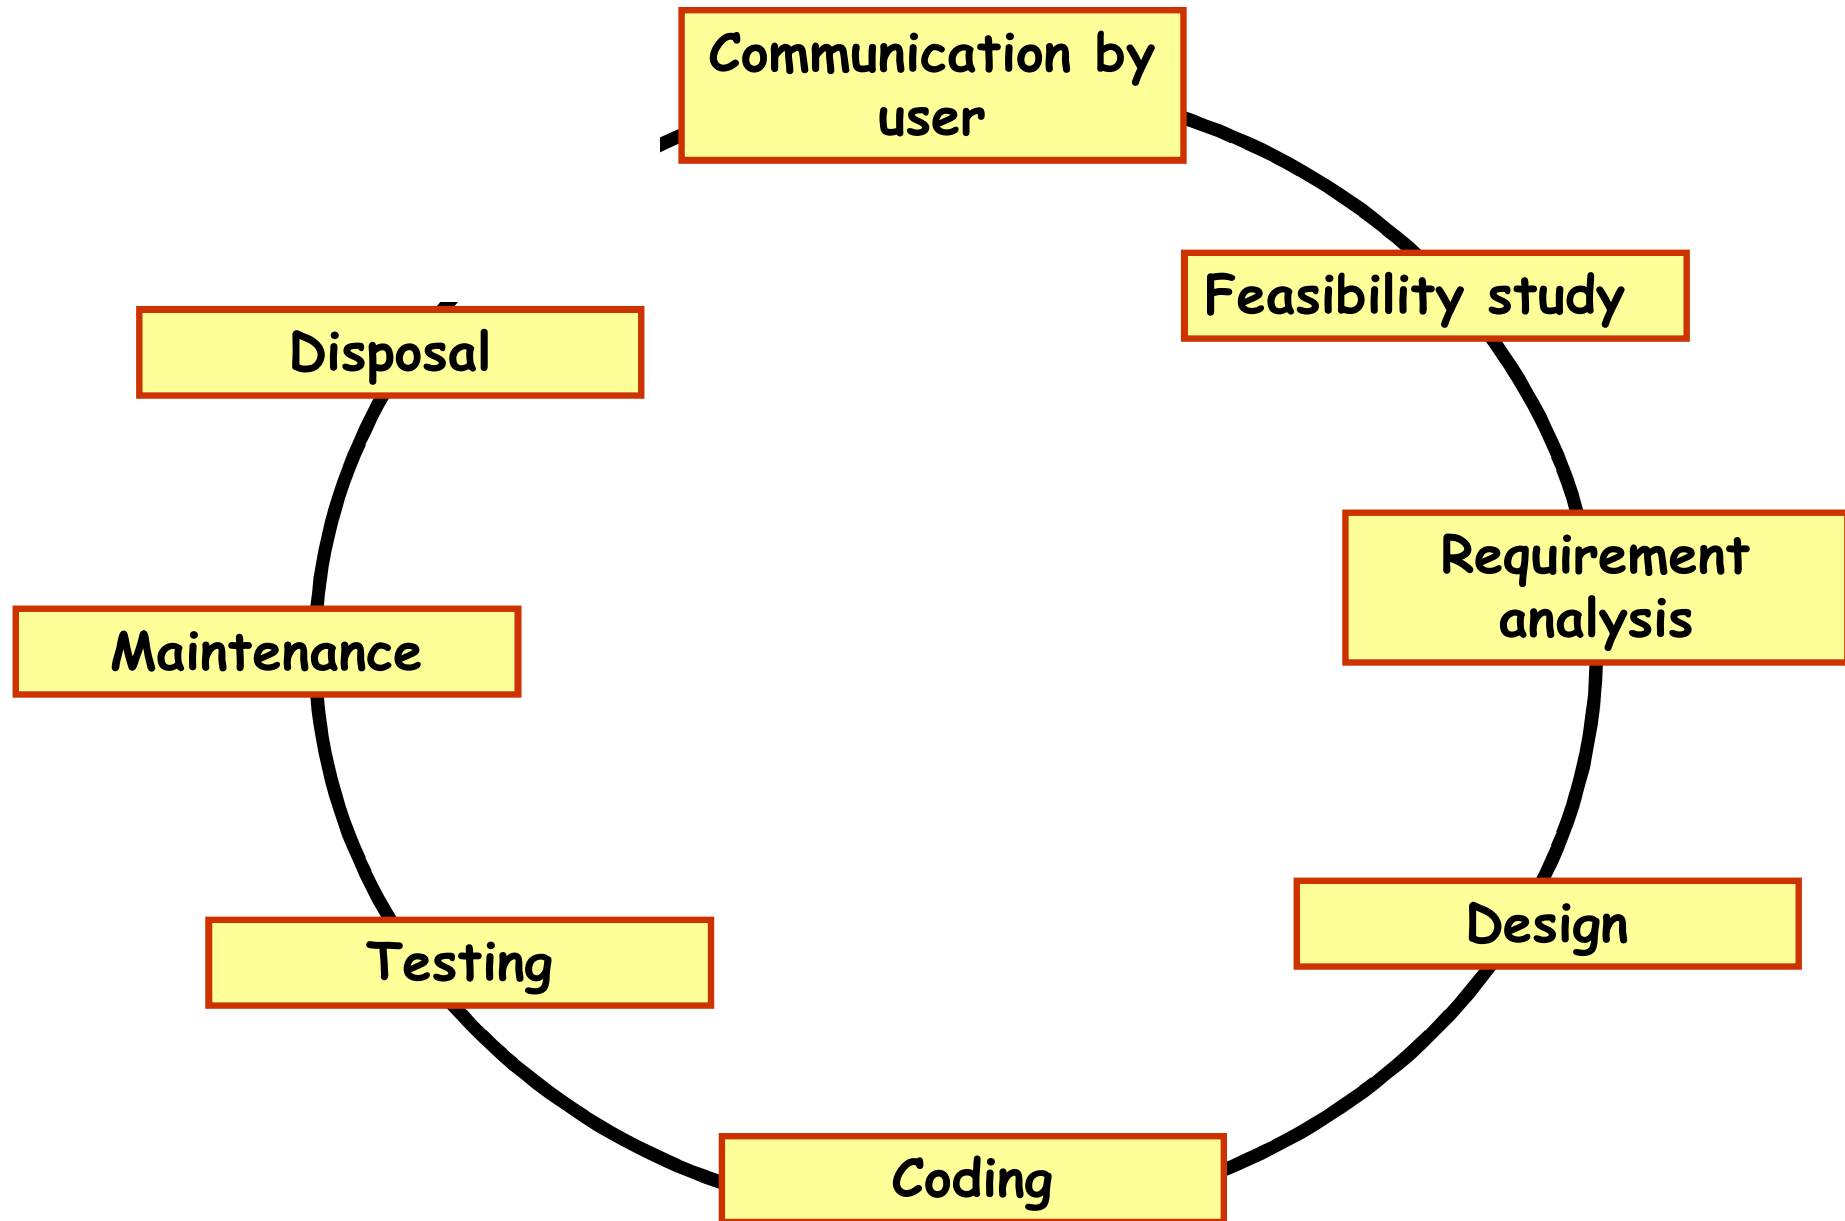 Communication by
user
Feasibility study
Requirement
analysis
Design
Coding
Testing
Maintenance
Disposal